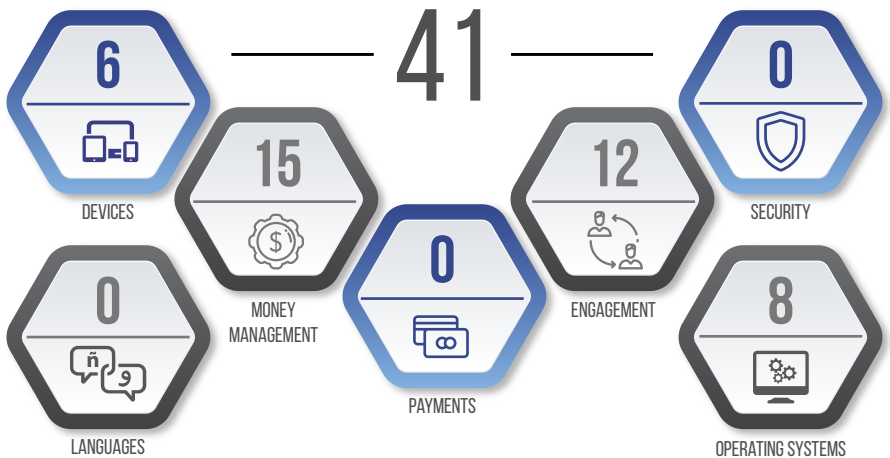 41
6
DEVICES
15
MONEY
MANAGEMENT
0
PAYMENTS
12
ENGAGEMENT
0
SECURITY
0
ñ
و
LANGUAGES
8
OPERATING SYSTEMS